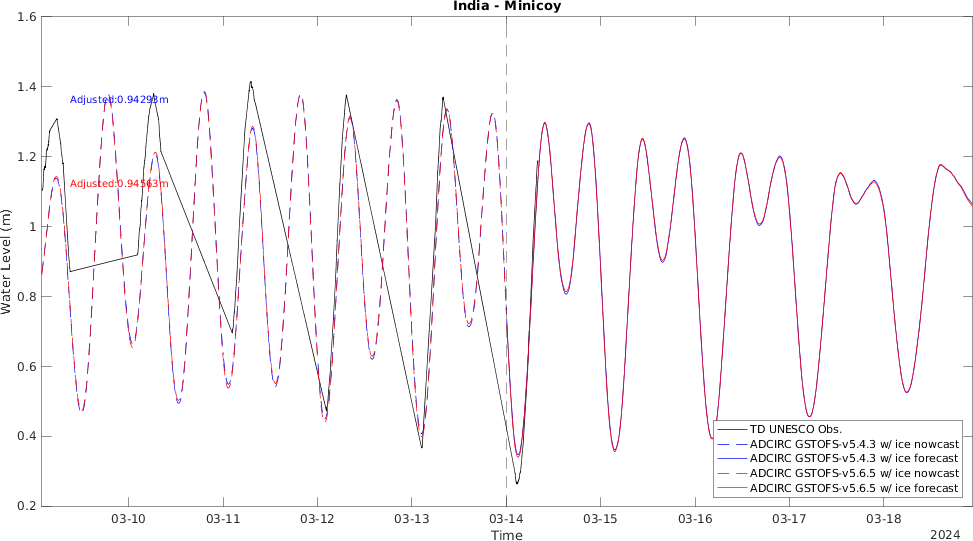 India - Minicoy
1.6
1.4
1.2
1
0.8
0.6
0.4
0.2
Water Level (m)
Adjusted:0.94293m
Adjusted:0.94563m
TD UNESCO Obs.
ADCIRC GSTOFS-v5.4.3 w/ ice nowcast
ADCIRC GSTOFS-v5.4.3 w/ ice forecast
ADCIRC GSTOFS-v5.6.5 w/ ice nowcast
ADCIRC GSTOFS-v5.6.5 w/ ice forecast
03-10 03-11 03-12 03-13 03-14 03-15 03-16 03-17 03-18
Time
2024